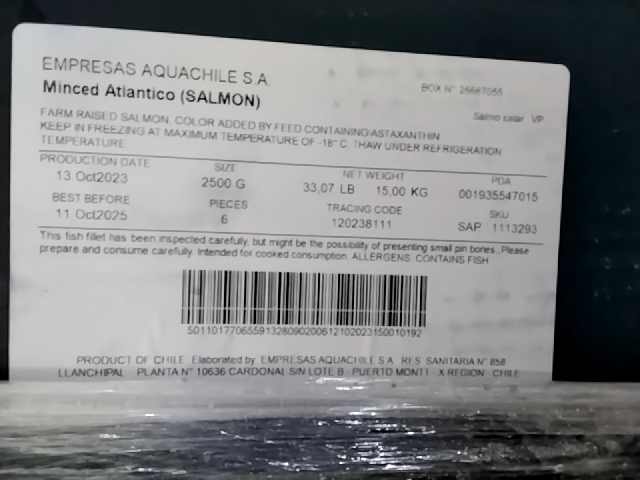 EMPRESAS AQUACHILE S.A.
BOX N° 26687055
Minced Atlantico (SALMON)
Salmo salar VP
FARM RAISED SALMON. COLOR ADDED BY FEED CONTAINING ASTAXANTHIN
KEEP IN FREEZING AT MAXIMUM TEMPERATURE OF -18° C. THAW UNDER REFRIGERATION
TEMPERATURE
PRODUCTION DATE SIZE NET WEIGHT PDA
13 Oct2023 2500 G 33,07 LB 15,00 KG 001935547015
BEST BEFORE PIECES TRACING CODE SKU
11 Oct2025 6 120238111 SAP 1113293
This fish fillet has been inspected carefully, but might be the possibility of presenting small pin bones. Please
prepare and consume carefully. Intended for cooked consumption. ALLERGENS: CONTAINS FISH
50110177065591328090200612102023150010192
PRODUCT OF CHILE Elaborated by EMPRESAS AQUACHILE S.A. RES. SANITARIA N° 858
LLANCHIPAL PLANTA N° 10636 CARDONAL S/N LOTE B PUERTO MONTT - X REGION - CHILE